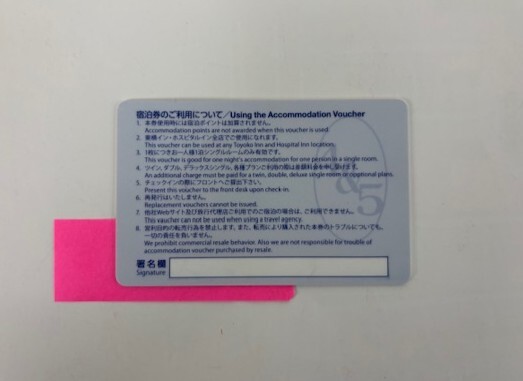 宿泊券のご利用について/Using the Accommodation Voucher
1. 本券使用時には宿泊ポイントは加算されません。
Accommodation points are not awarded when this voucher is used.
2. 東横イン・ホスピタルイン全店でご使用になれます。
This voucher can be used at any Toyoko Inn and Hospital Inn location.
3. 1枚につきお一人様1泊シングルルームのみ有効です。
This voucher is good for one night's accommodation for one person in a single room.
4. ツイン、ダブル、デラックスシングル、各種プランご利用の際は差額料金を申し受けます。
An additional charge must be paid for a twin, double, deluxe single room or optional plans.
5. チェックインの際にフロントへご提出下さい。
Present this voucher to the front desk upon check-in.
6. 再発行はいたしません。
Replacement vouchers cannot be issued.
7. 他社Webサイト及び旅行代理店ご利用でのご宿泊の場合は、ご利用できません。
This voucher can not be used when using a travel agency.
8. 営利目的の転売行為を禁止します。また、転売により購入された本券のトラブルについても、
一切の責任を負いません。
We prohibit commercial resale behavior. Also we are not responsible for trouble of
accommodation voucher purchased by resale.
署名欄
Signature
&5